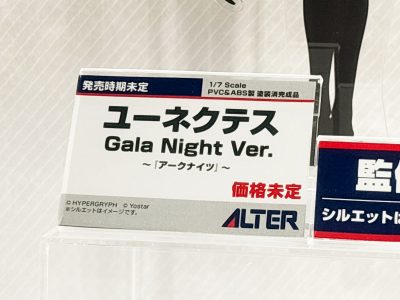 発売時期未定
1/7 Scale
PVC&ABS製 塗装済完成品
ユーネクテス
Gala Night Ver.
~『アークナイツ』~
価格未定
© HYPERGRYPH © Yostar
※シルエットはイメージです。
ALTER
監修
シルエットは